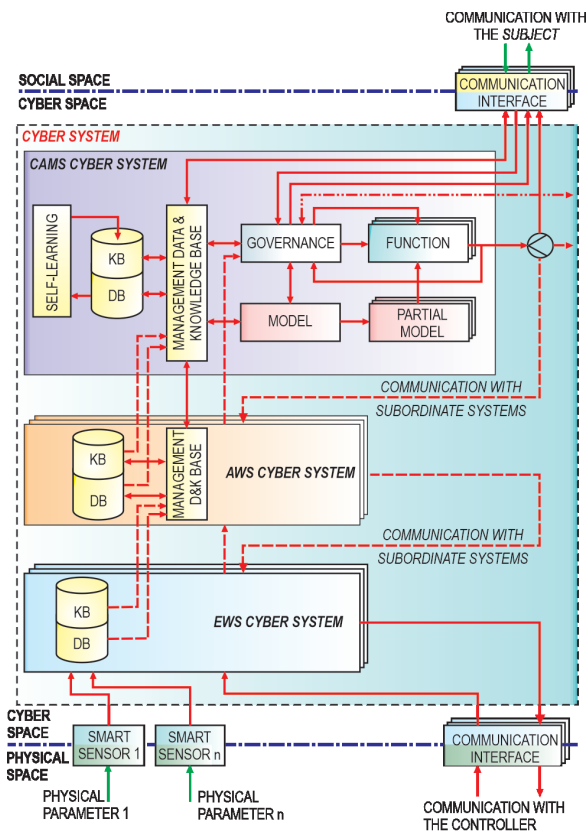 COMMUNICATION WITH
THE SUBJECT
SOCIAL SPACE
CYBER SPACE
COMMUNICATION
INTERFACE
CYBER SYSTEM
CAMS CYBER SYSTEM
SELF-LEARNING
KB
DB
MANAGEMENT DATA &
KNOWLEDGE BASE
GOVERNANCE
FUNCTION
MODEL
PARTIAL
MODEL
COMMUNICATION WITH
SUBORDINATE SYSTEMS
KB
DB
MANAGEMENT
D&K BASE
AWS CYBER SYSTEM
COMMUNICATION WITH
SUBORDINATE SYSTEMS
KB
DB
EWS CYBER SYSTEM
CYBER
SPACE
PHYSICAL
SPACE
SMART
SENSOR 1
SMART
SENSOR n
COMMUNICATION
INTERFACE
PHYSICAL
PARAMETER 1
PHYSICAL
PARAMETER n
COMMUNICATION WITH
THE CONTROLLER